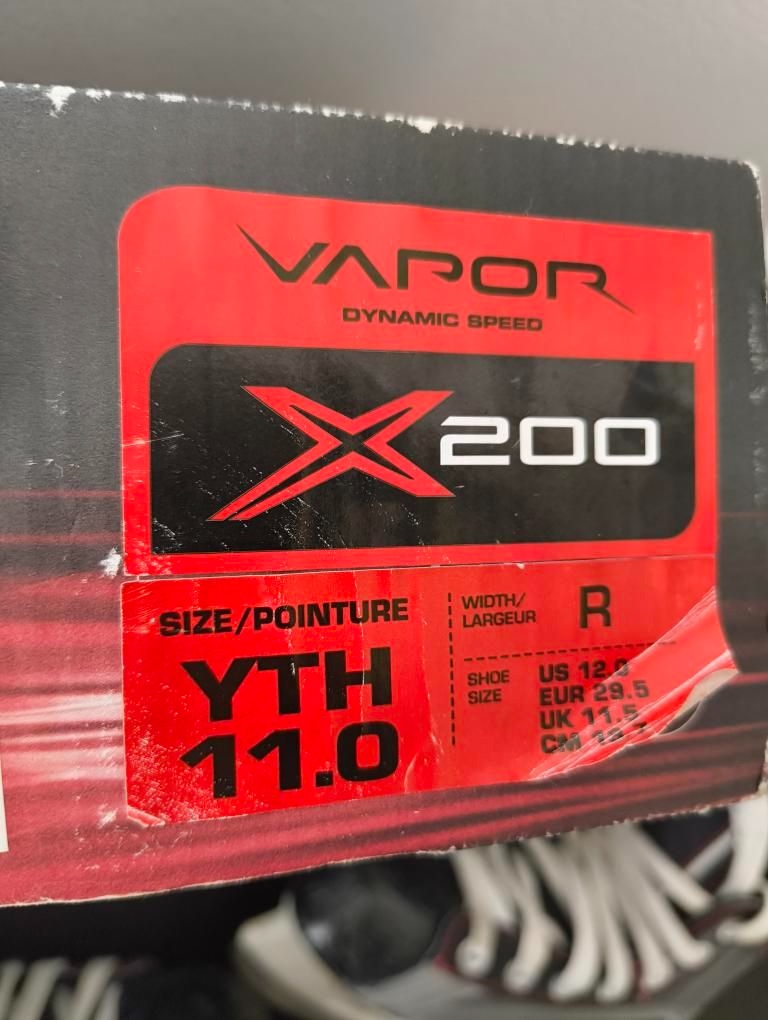 VAPOR
DYNAMIC SPEED
X200
SIZE/POINTURE
YTH
11.0
WIDTH/
LARGEUR
R
SHOE
SIZE
US 12.0
EUR 29.5
UK 11.5
CM